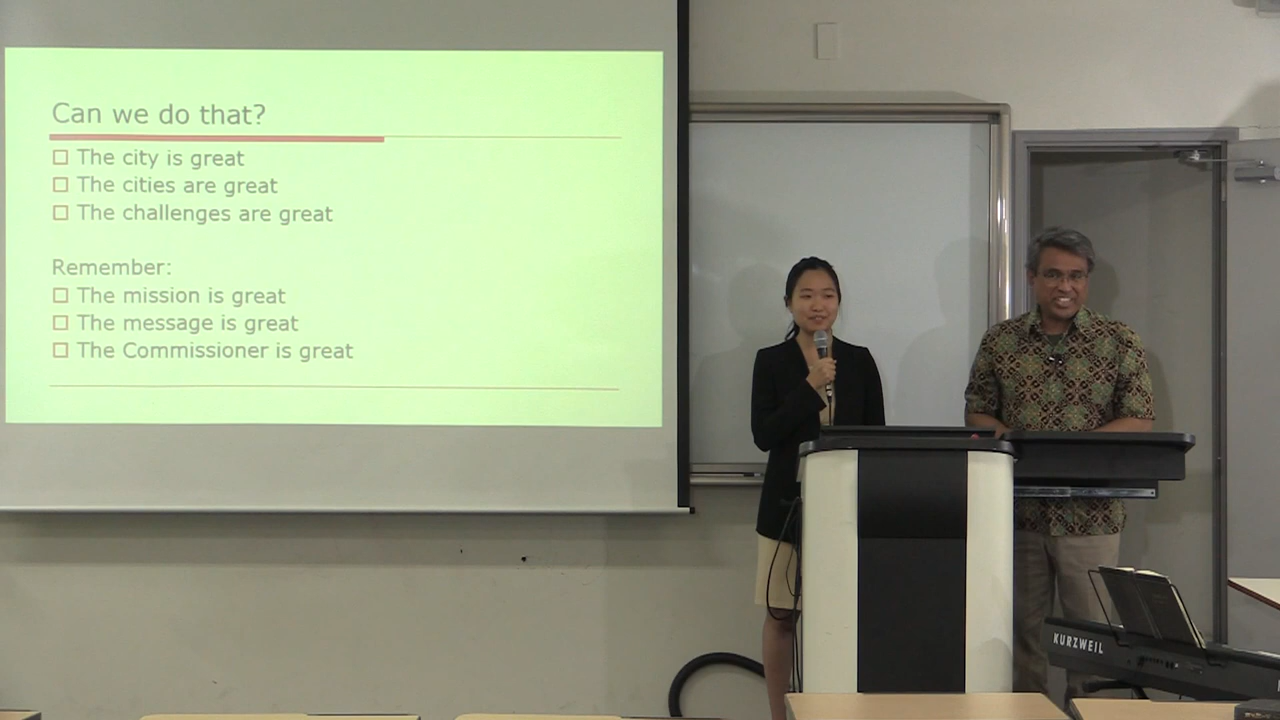 Can we do that?
The city is great
The cities are great
The challenges are great
Remember:
The mission is great
The message is great
The Commissioner is great
KURZWEIL